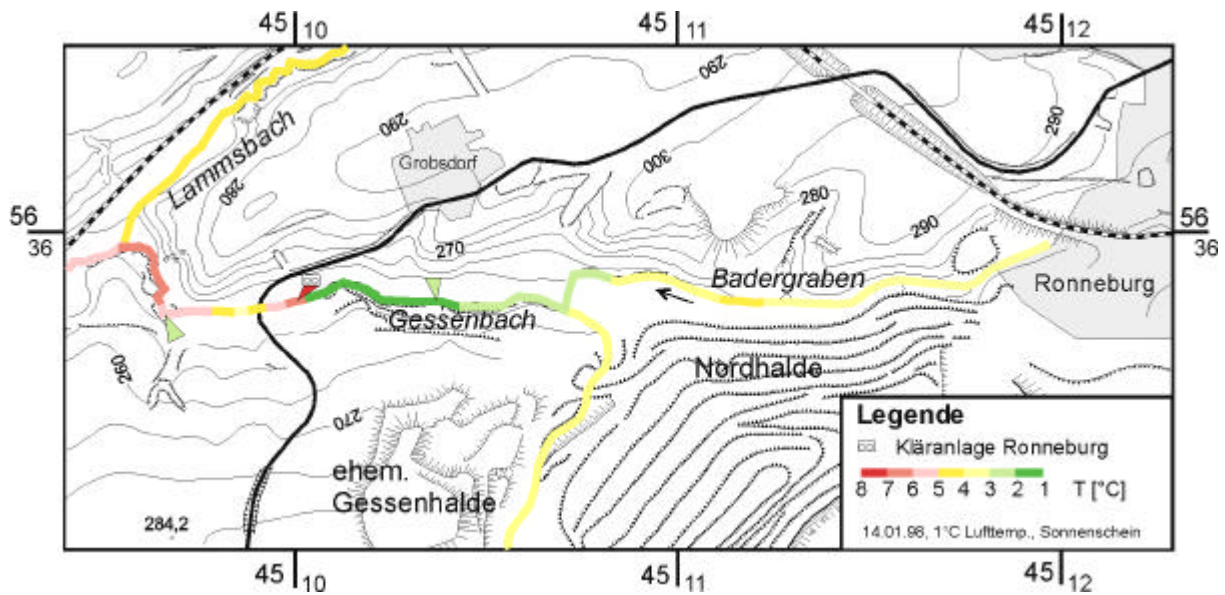 45 10
45 11
45 12
290
290
290
300
Lammsbach
Grobsdorf
280
280
56
36
56
36
290
270
Badergraben
Ronneburg
Gessenbach
Nordhalde
260
270
ehem.
Gessenhalde
284,2
Legende
Kläranlage Ronneburg
8 7 6 5 4 3 2 1 T [°C]
14.01.98, 1°C Lufttemp., Sonnenschein
45 10
45 11
45 12